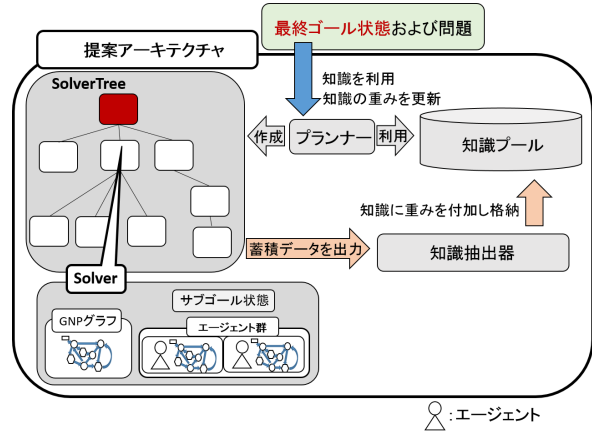 最終ゴール状態および問題
提案アーキテクチャ
SolverTree
知識を利用
知識の重みを更新
作成
プランナー
利用
知識プール
知識に重みを付加し格納
蓄積データを出力
知識抽出器
Solver
サブゴール状態
GNPグラフ
エージェント群
:エージェント